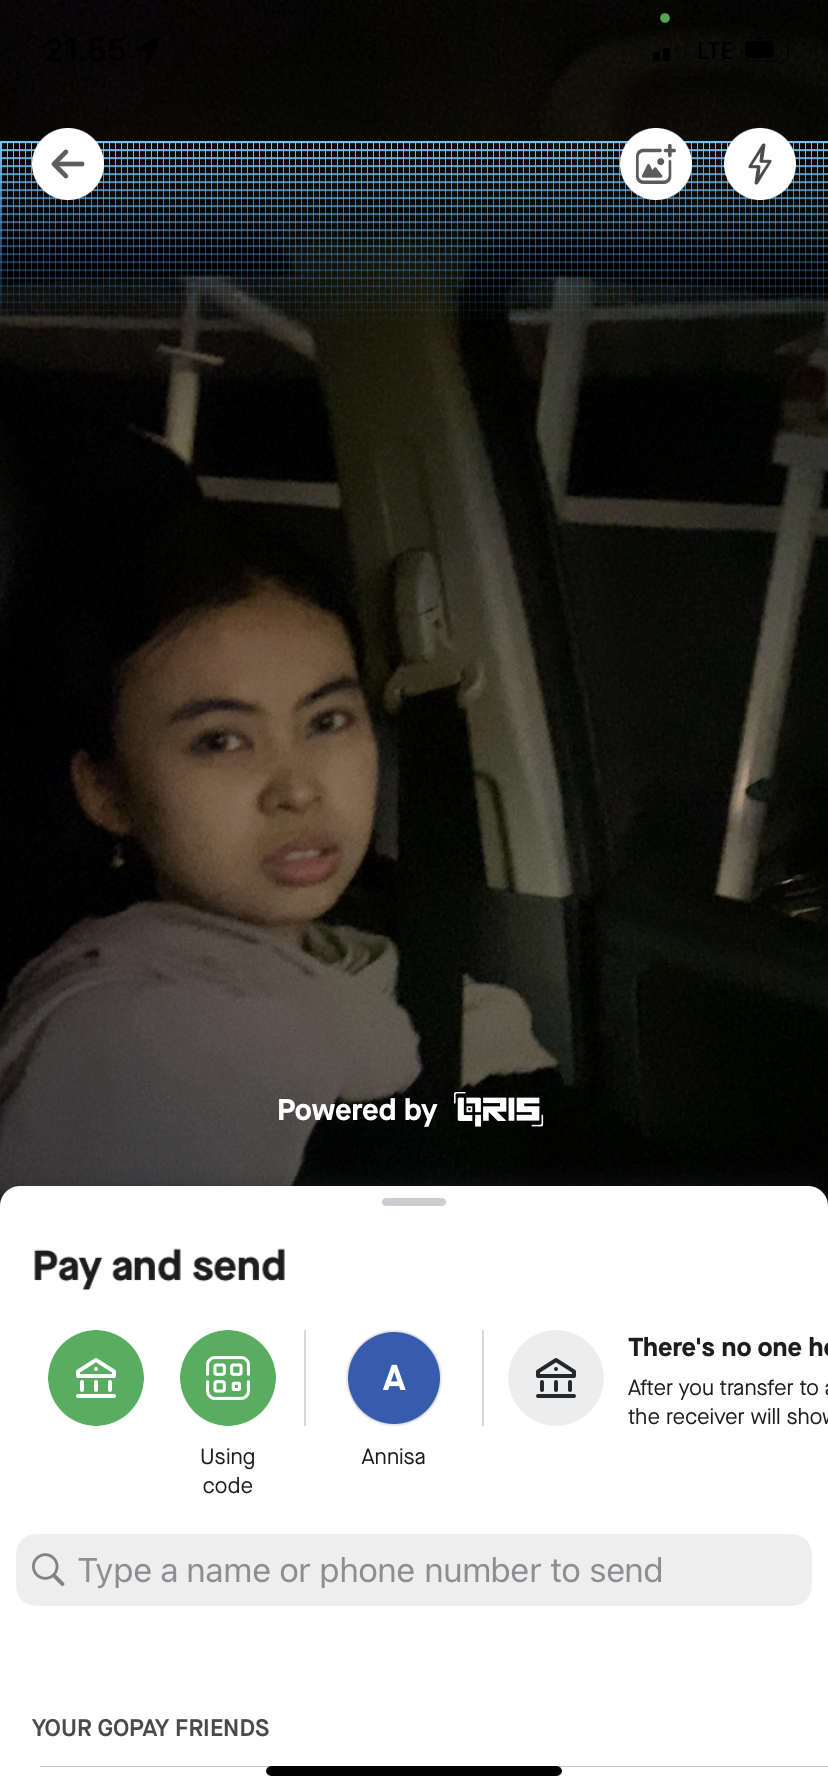 21.55
LTE
Powered by QRIS
Pay and send
A
Using
code
Annisa
There's no one he
After you transfer to a
the receiver will show
Type a name or phone number to send
YOUR GOPAY FRIENDS